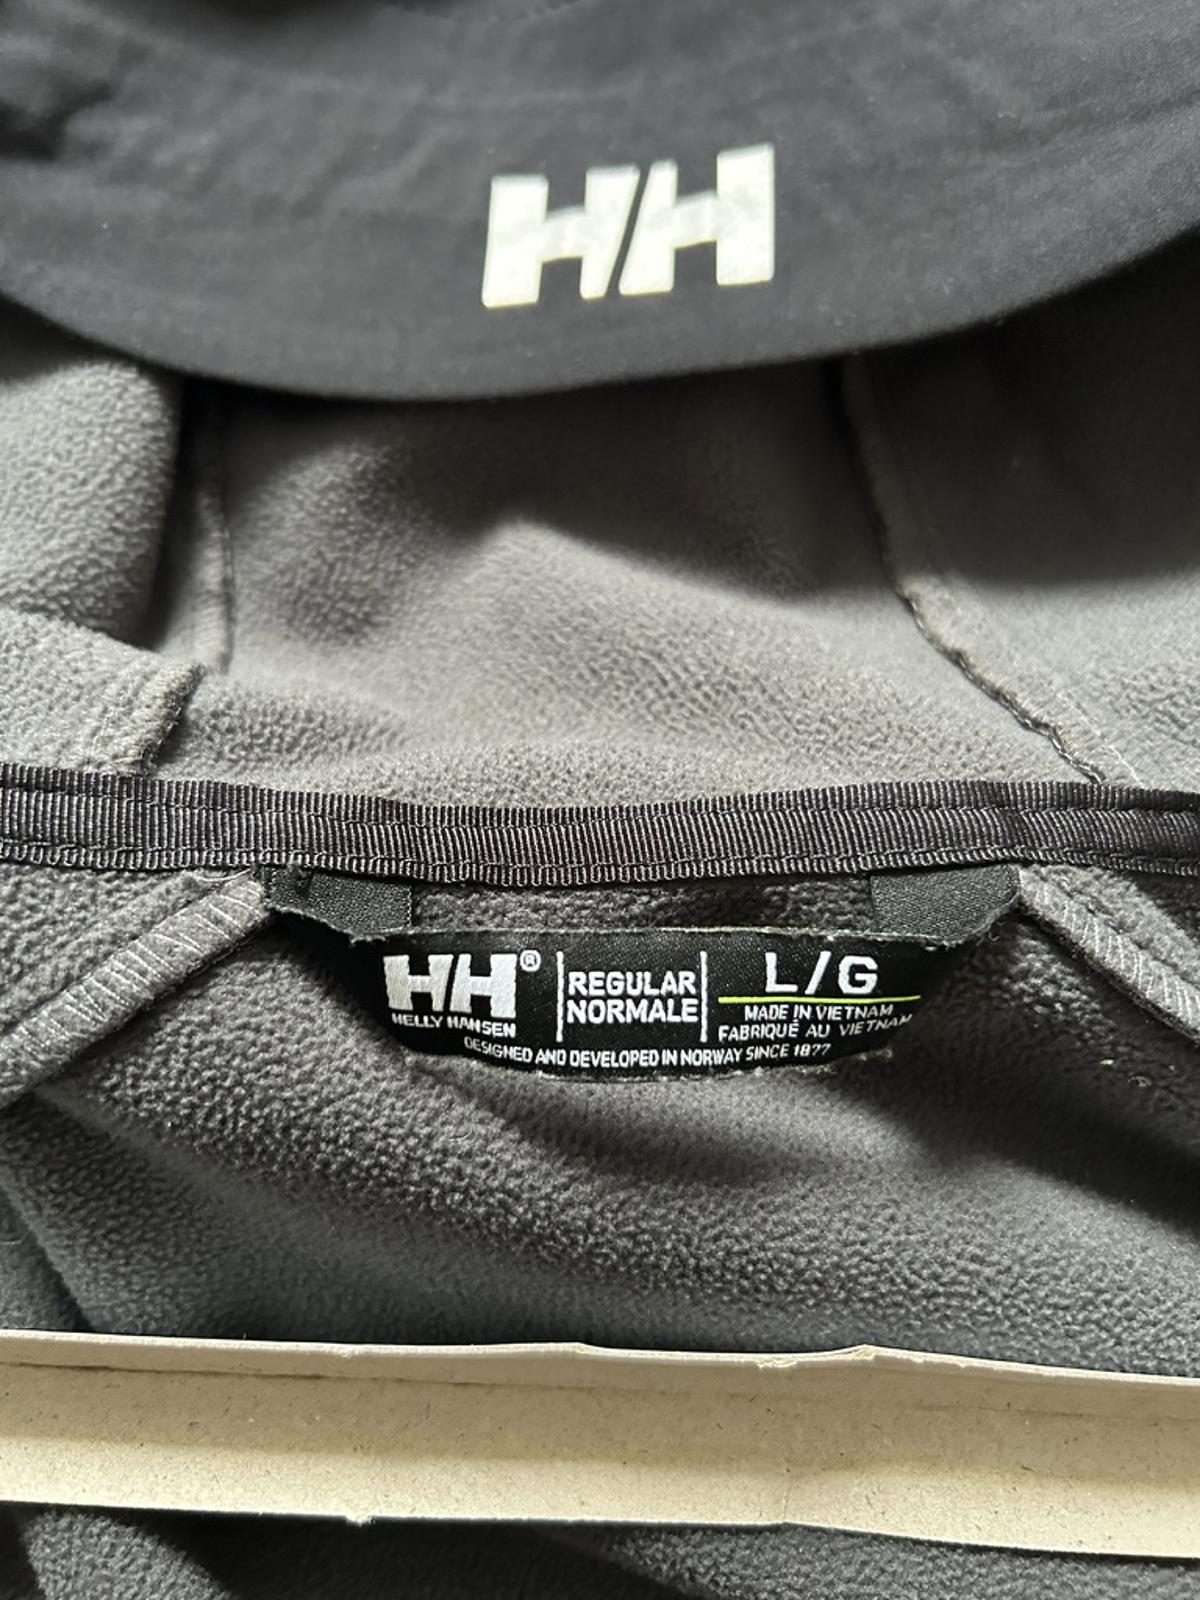 HH
HH®
HELLY HANSEN
REGULAR
NORMALE
L/G
MADE IN VIETNAM
FABRIQUÉ AU VIETNAM
DESIGNED AND DEVELOPED IN NORWAY SINCE 1877